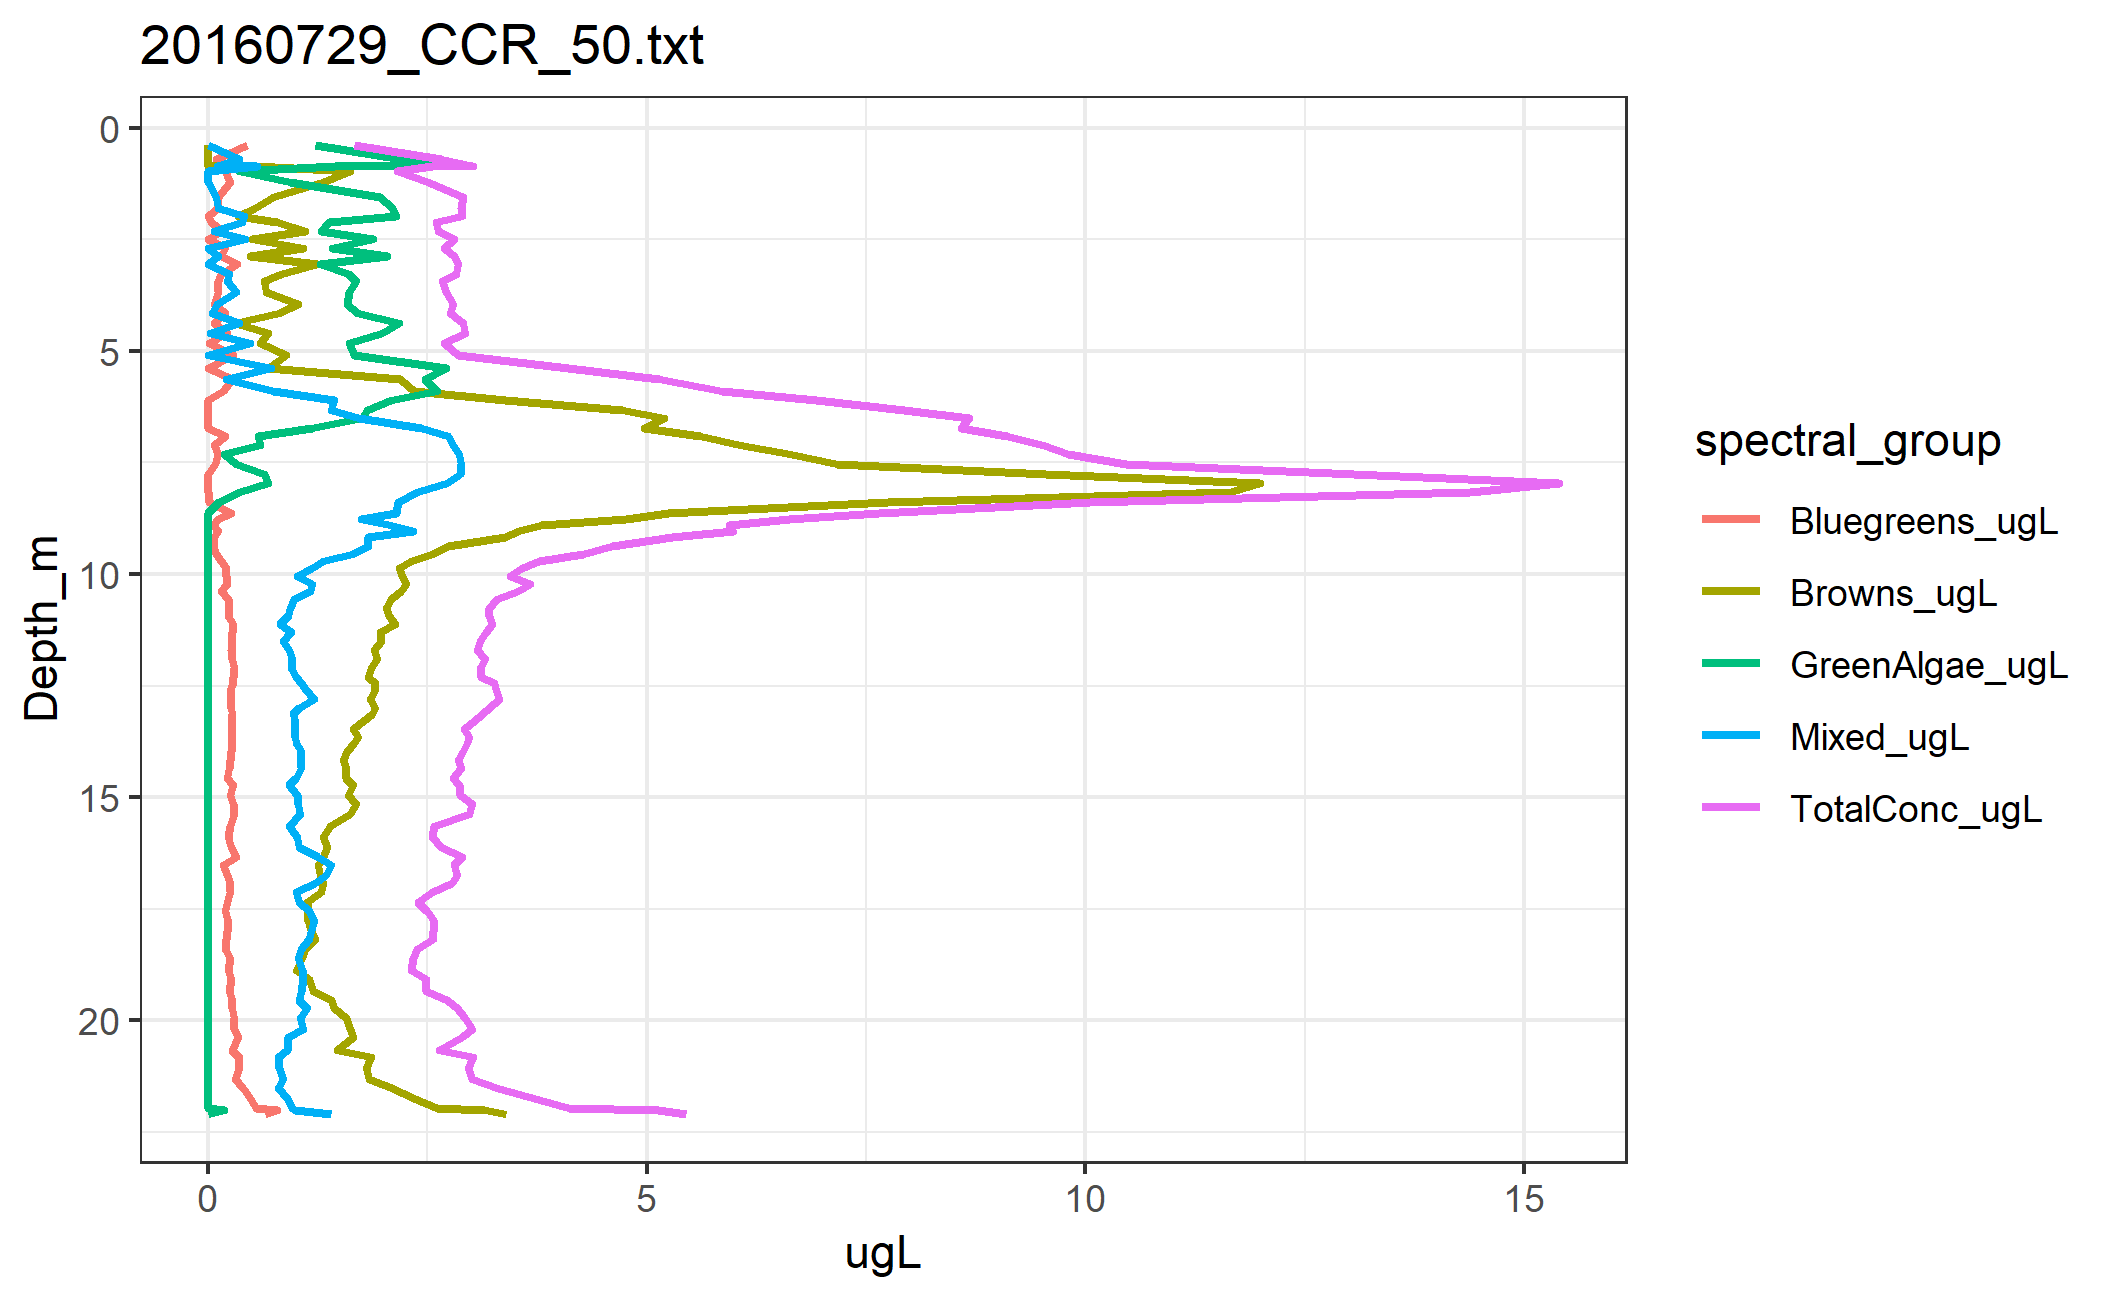 20160729_CCR_50.txt
Depth_m
0
5
10
15
20
0 5 10 15
ugL
spectral_group
Bluegreens_ugL
Browns_ugL
GreenAlgae_ugL
Mixed_ugL
TotalConc_ugL